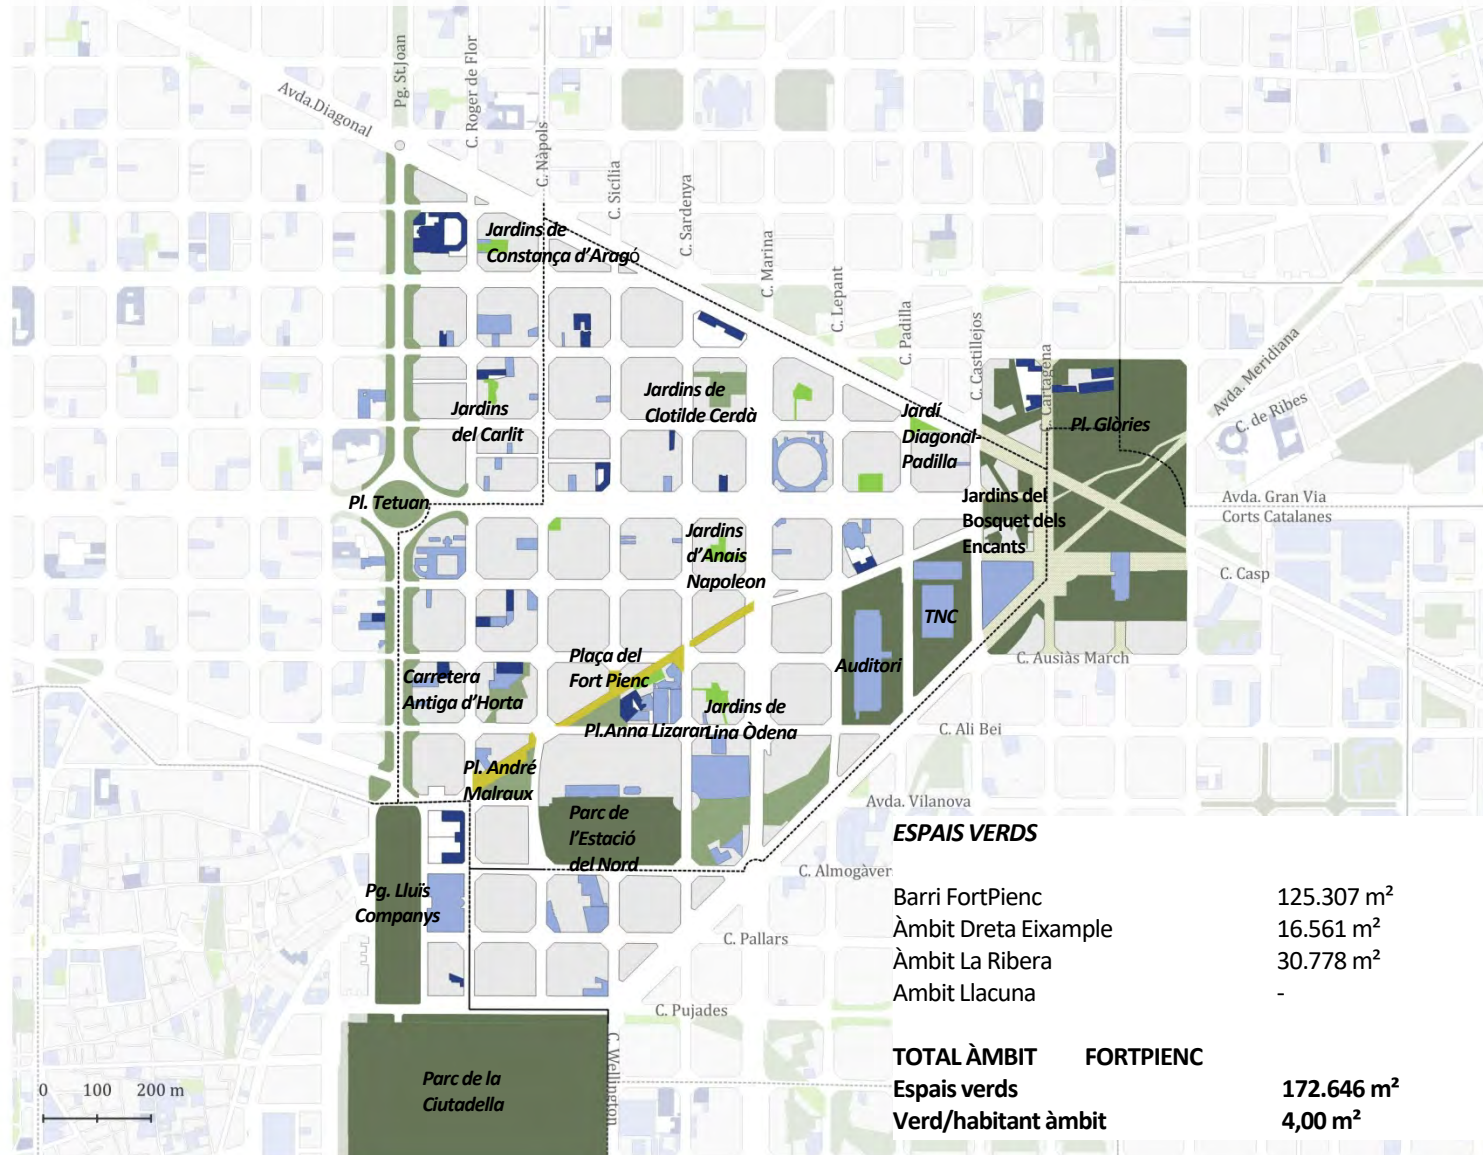 Pg. St.Joan
C. Roger de Flor
Avda.Diagonal
C. Nàpols
C. Sicília
C. Sardenya
C. Marina
C. Lepant
C. Padilla
C. Castillejos
C. Cartagena
Avda. Meridiana
C. de Ribes
Jardins de
Constança d'Aragó
Jardins
del Carlit
Jardins de
Clotilde Cerdà
Jardí
Diagonal-
Padilla
Pl. Glòries
Pl. Tetuan
Jardins del
Bosquet dels
Encants
Avda. Gran Via
Corts Catalanes
Jardins
d'Anais
Napoleon
C. Casp
TNC
Auditori
C. Ausiàs March
Plaça del
Fort Pienc
Carretera
Antiga d'Horta
Jardins de
Lina Òdena
Pl.Anna Lizaran
C. Ali Bei
Pl. André
Malraux
Avda. Vilanova
Parc de
l'Estació
del Nord
C. Almogàver
Pg. Lluïs
Companys
C. Pallars
C. Pujades
C. Wellington
Parc de la
Ciutadella
0 100 200 m
ESPAIS VERDS
Barri FortPienc 125.307 m²
Àmbit Dreta Eixample 16.561 m²
Àmbit La Ribera 30.778 m²
Ambit Llacuna -
TOTAL ÀMBIT FORTPIENC
Espais verds 172.646 m²
Verd/habitant àmbit 4,00 m²